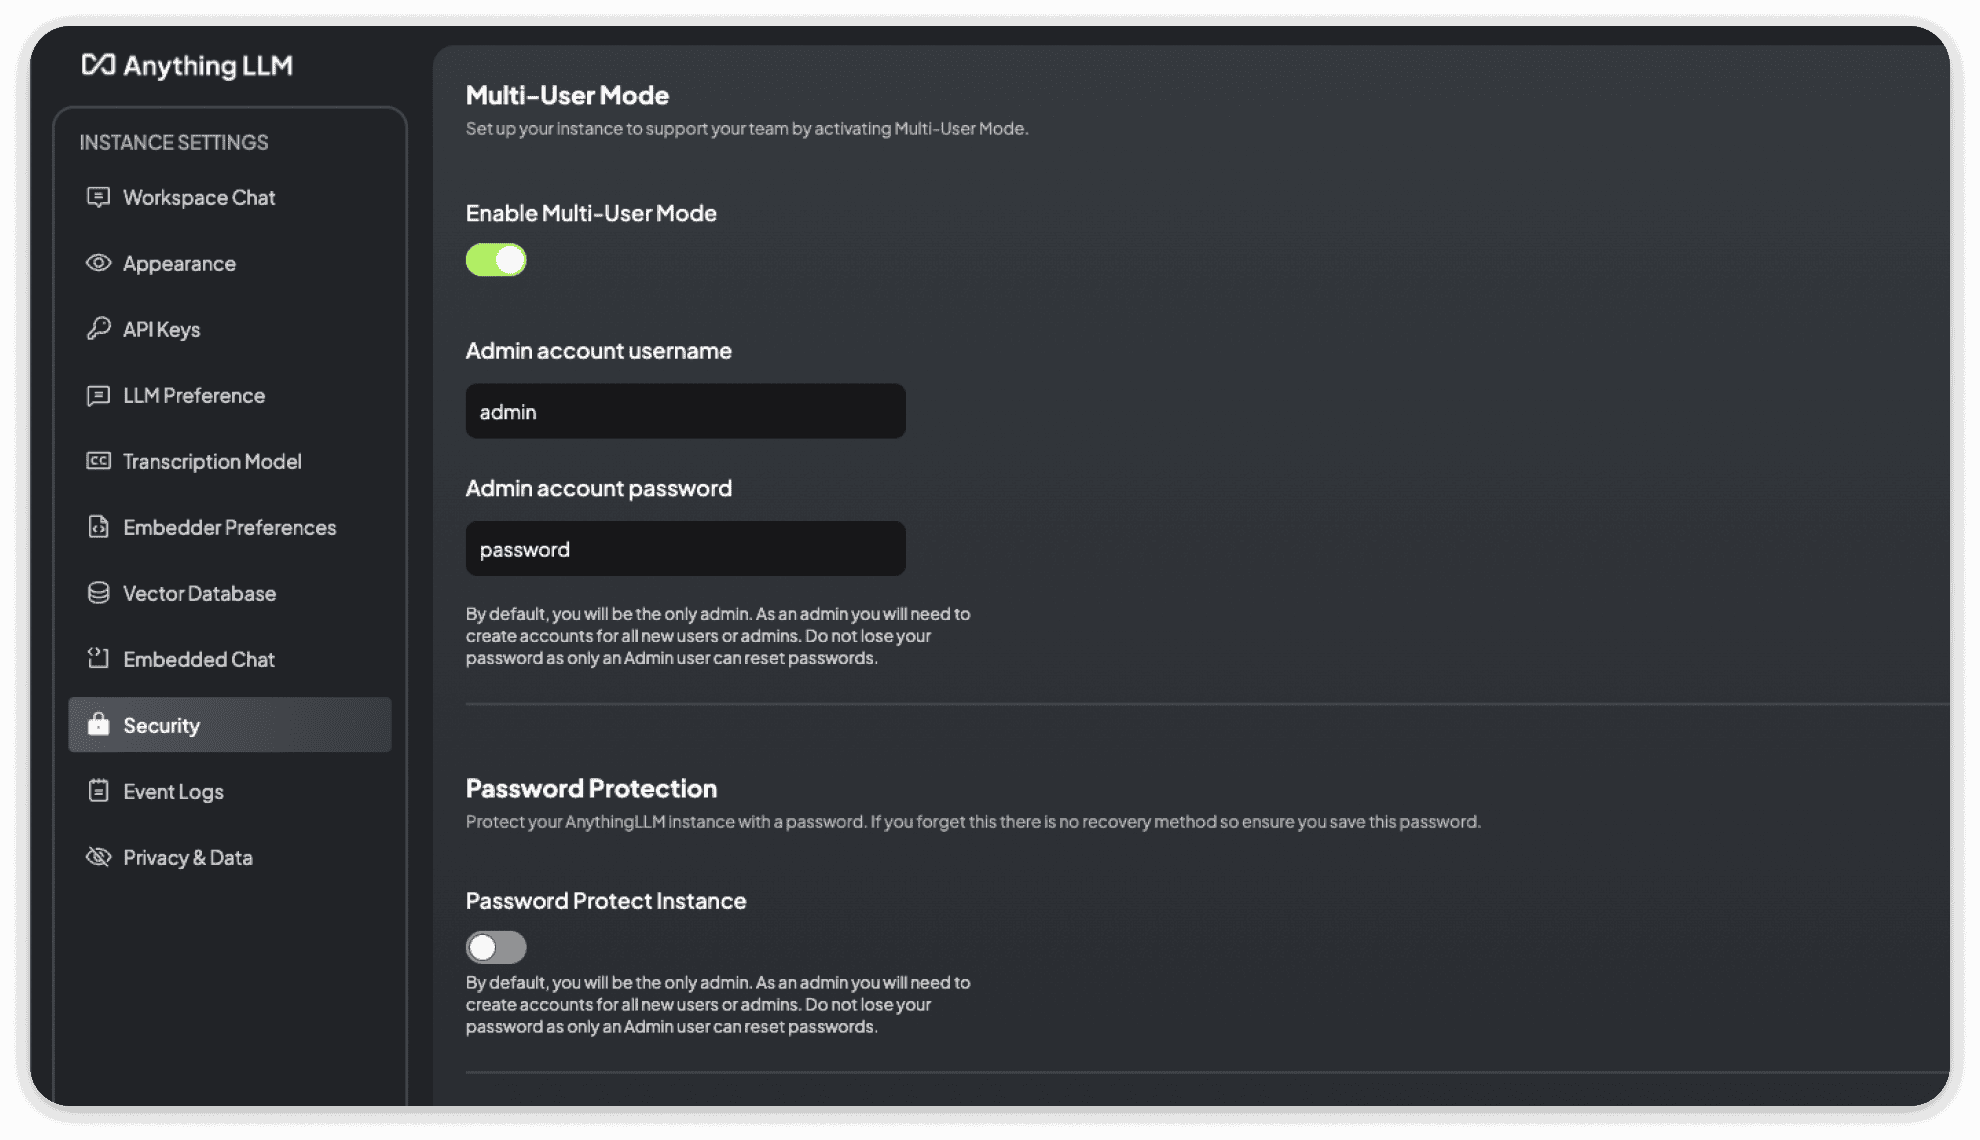 Anything LLM
INSTANCE SETTINGS
Workspace Chat
Appearance
API Keys
LLM Preference
Transcription Model
Embedder Preferences
Vector Database
Embedded Chat
Security
Event Logs
Privacy & Data
Multi-User Mode
Set up your instance to support your team by activating Multi-User Mode.
Enable Multi-User Mode
Admin account username
admin
Admin account password
password
By default, you will be the only admin. As an admin you will need to
create accounts for all new users or admins. Do not lose your
password as only an Admin user can reset passwords.
Password Protection
Protect your AnythingLLM instance with a password. If you forget this there is no recovery method so ensure you save this password.
Password Protect Instance
By default, you will be the only admin. As an admin you will need to
create accounts for all new users or admins. Do not lose your
password as only an Admin user can reset passwords.